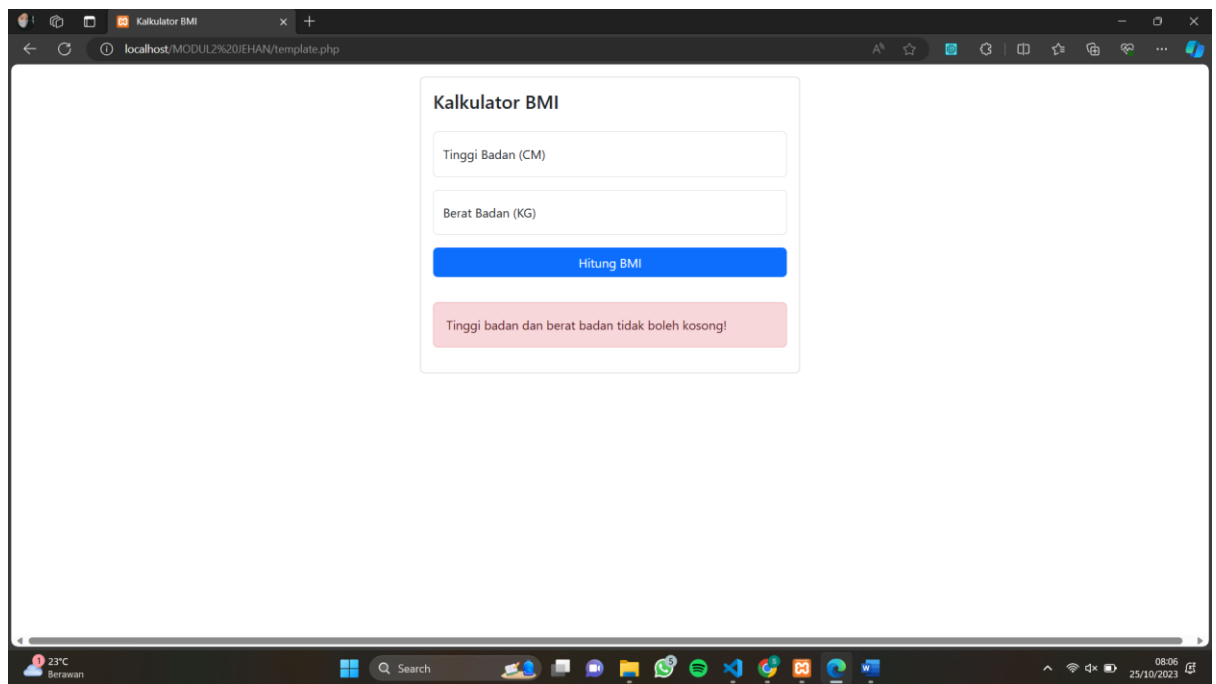 Kalkulator BMI
localhost/MODUL2%20JEHAN/template.php
Kalkulator BMI
Tinggi Badan (CM)
Berat Badan (KG)
Hitung BMI
Tinggi badan dan berat badan tidak boleh kosong!
1
23°C
Berawan
Search
08:06
25/10/2023